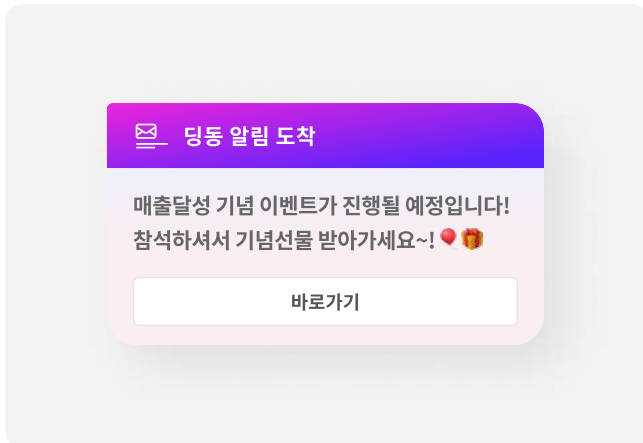 딩동 알림 도착
매출달성 기념 이벤트가 진행될 예정입니다!
참석하셔서 기념선물 받아가세요~!🎈🎁
바로가기